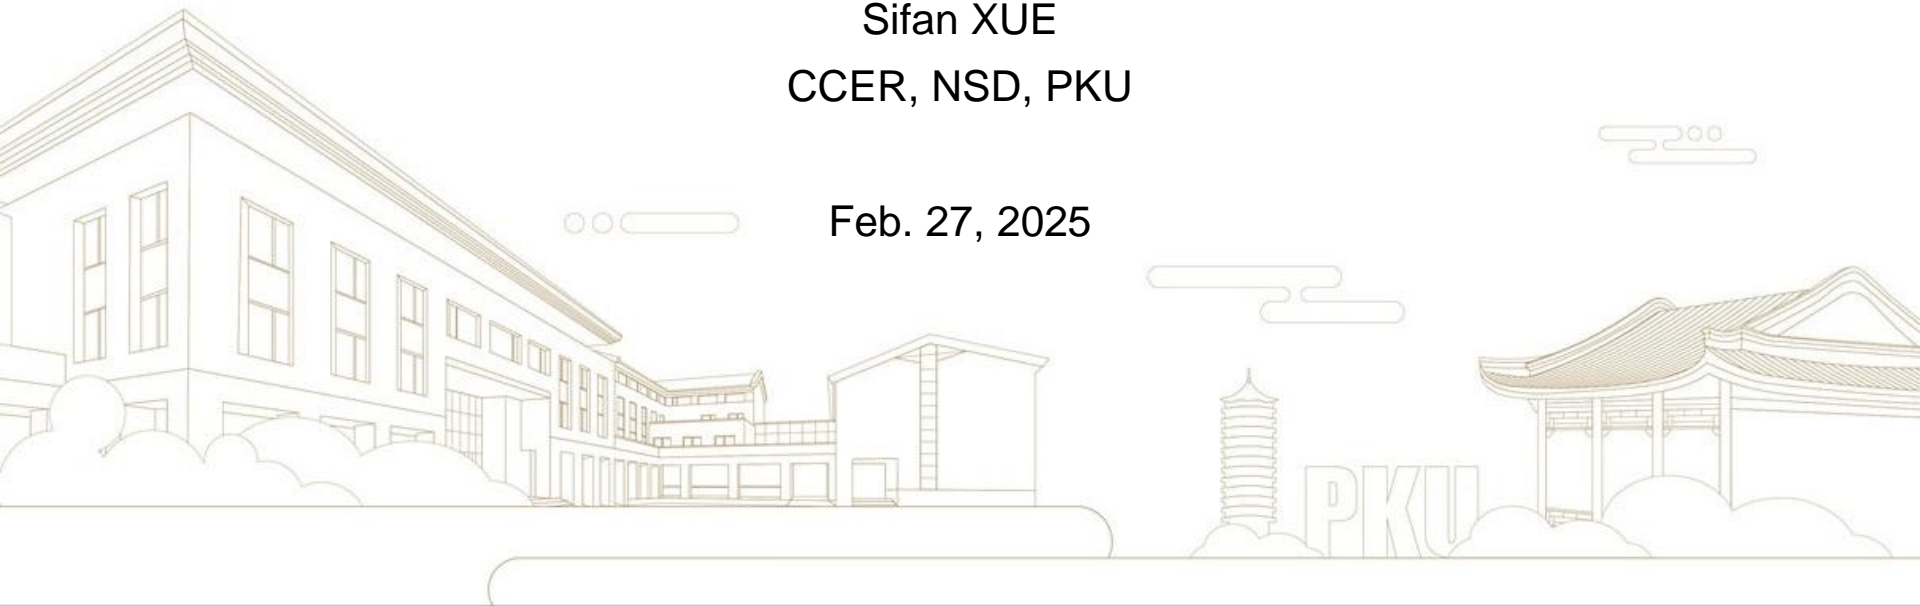 Sifan XUE
CCER, NSD, PKU
Feb. 27, 2025
PKU